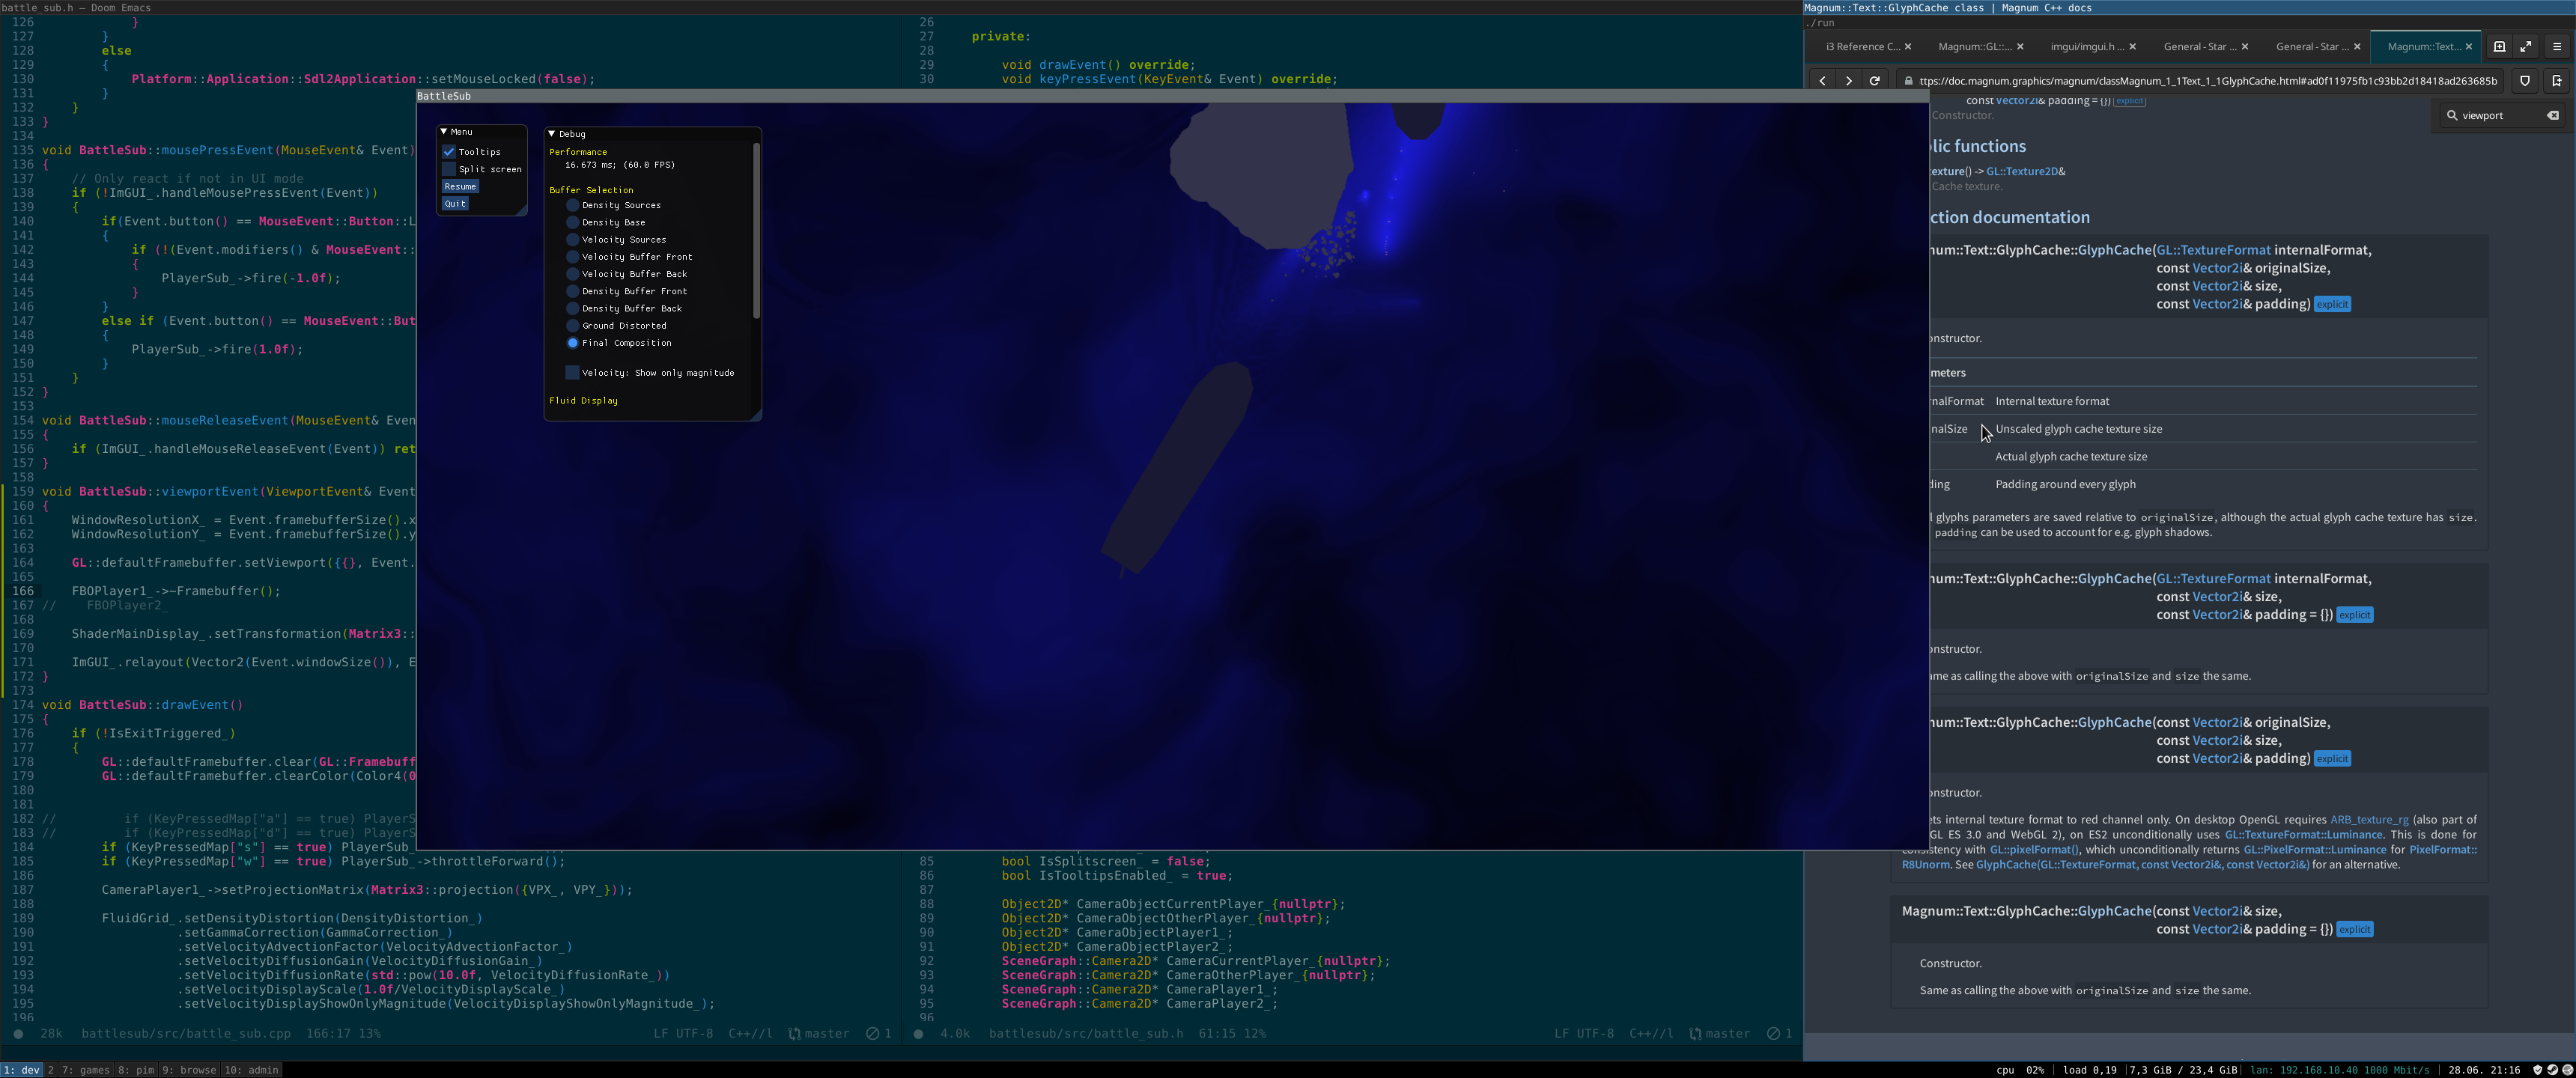 battle_sub.h – Doom Emacs
126             }
127         }
128         else
129         {
130             Platform::Application::Sdl2Application::setMouseLocked(false);
131         }
132     }
133 }
134
135 void BattleSub::mousePressEvent(MouseEvent& Event)
136 {
137     // Only react if not in UI mode
138     if (!ImGUI_.handleMousePressEvent(Event))
139     {
140         if(Event.button() == MouseEvent::Button::L
141         {
142             if (!(Event.modifiers() & MouseEvent::
143             {
144                 PlayerSub_->fire(-1.0f);
145             }
146         }
147         else if (Event.button() == MouseEvent::But
148         {
149             PlayerSub_->fire(1.0f);
150         }
151     }
152 }
153
154 void BattleSub::mouseReleaseEvent(MouseEvent& Even
155 {
156     if (ImGUI_.handleMouseReleaseEvent(Event)) ret
157 }
158
159 void BattleSub::viewportEvent(ViewportEvent& Event
160 {
161     WindowResolutionX_ = Event.framebufferSize().x
162     WindowResolutionY_ = Event.framebufferSize().y
163
164     GL::defaultFramebuffer.setViewport({{}, Event.
165
166     FBOPlayer1_->~Framebuffer();
167 //    FBOPlayer2_
168
169     ShaderMainDisplay_.setTransformation(Matrix3::
170
171     ImGUI_.relayout(Vector2(Event.windowSize()), E
172 }
173
174 void BattleSub::drawEvent()
175 {
176     if (!IsExitTriggered_)
177     {
178         GL::defaultFramebuffer.clear(GL::Framebuff
179         GL::defaultFramebuffer.clearColor(Color4(0
180
181
182 //         if (KeyPressedMap["a"] == true) PlayerS
183 //         if (KeyPressedMap["d"] == true) PlayerS
184         if (KeyPressedMap["s"] == true) PlayerSub_
185         if (KeyPressedMap["w"] == true) PlayerSub_->throttleForward();
186
187         CameraPlayer1_->setProjectionMatrix(Matrix3::projection({VPX_, VPY_}));
188
189         FluidGrid_.setDensityDistortion(DensityDistortion_)
190                   .setGammaCorrection(GammaCorrection_)
191                   .setVelocityAdvectionFactor(VelocityAdvectionFactor_)
192                   .setVelocityDiffusionGain(VelocityDiffusionGain_)
193                   .setVelocityDiffusionRate(std::pow(10.0f, VelocityDiffusionRate_))
194                   .setVelocityDisplayScale(1.0f/VelocityDisplayScale_)
195                   .setVelocityDisplayShowOnlyMagnitude(VelocityDisplayShowOnlyMagnitude_);
196
28k battlesub/src/battle_sub.cpp 166:17 13% LF UTF-8 C++//l master 1
26
27 private:
28
29     void drawEvent() override;
30     void keyPressEvent(KeyEvent& Event) override;
BattleSub
Menu
Tooltips
Split screen
Resume
Quit
Debug
Performance
16.673 ms; (60.0 FPS)
Buffer Selection
Density Sources
Density Base
Velocity Sources
Velocity Buffer Front
Velocity Buffer Back
Density Buffer Front
Density Buffer Back
Ground Distorted
Final Composition
Velocity: Show only magnitude
Fluid Display
85     bool IsSplitscreen_ = false;
86     bool IsTooltipsEnabled_ = true;
87
88     Object2D* CameraObjectCurrentPlayer_{nullptr};
89     Object2D* CameraObjectOtherPlayer_{nullptr};
90     Object2D* CameraObjectPlayer1_;
91     Object2D* CameraObjectPlayer2_;
92     SceneGraph::Camera2D* CameraCurrentPlayer_{nullptr};
93     SceneGraph::Camera2D* CameraOtherPlayer_{nullptr};
94     SceneGraph::Camera2D* CameraPlayer1_;
95     SceneGraph::Camera2D* CameraPlayer2_;
96
4.0k battlesub/src/battle_sub.h 61:15 12% LF UTF-8 C++//l master 1
Magnum::Text::GlyphCache class | Magnum C++ docs
./run
i3 Reference C... Magnum::GL::... imgui/imgui.h ... General - Star ... General - Star ... Magnum::Text...
ttps://doc.magnum.graphics/magnum/classMagnum_1_1Text_1_1GlyphCache.html#ad0f11975fb1c93bb2d18418ad263685b
viewport
const Vector2i& padding = {}) explicit
Constructor.
lic functions
exture() -> GL::Texture2D&
Cache texture.
ction documentation
num::Text::GlyphCache::GlyphCache(GL::TextureFormat internalFormat,
const Vector2i& originalSize,
const Vector2i& size,
const Vector2i& padding) explicit
onstructor.
meters
rnalFormat Internal texture format
nalSize Unscaled glyph cache texture size
Actual glyph cache texture size
ding Padding around every glyph
l glyphs parameters are saved relative to originalSize, although the actual glyph cache texture has size.
padding can be used to account for e.g. glyph shadows.
num::Text::GlyphCache::GlyphCache(GL::TextureFormat internalFormat,
const Vector2i& size,
const Vector2i& padding = {}) explicit
onstructor.
ame as calling the above with originalSize and size the same.
num::Text::GlyphCache::GlyphCache(const Vector2i& originalSize,
const Vector2i& size,
const Vector2i& padding) explicit
onstructor.
ets internal texture format to red channel only. On desktop OpenGL requires ARB_texture_rg (also part of
GL ES 3.0 and WebGL 2), on ES2 unconditionally uses GL::TextureFormat::Luminance. This is done for
consistency with GL::pixelFormat(), which unconditionally returns GL::PixelFormat::Luminance for PixelFormat::
R8Unorm. See GlyphCache(GL::TextureFormat, const Vector2i&, const Vector2i&) for an alternative.
Magnum::Text::GlyphCache::GlyphCache(const Vector2i& size,
const Vector2i& padding = {}) explicit
Constructor.
Same as calling the above with originalSize and size the same.
1: dev 2 7: games 8: pim 9: browse 10: admin
cpu 02% | load 0,19 |7,3 GiB / 23,4 GiB| lan: 192.168.10.40 1000 Mbit/s | 28.06. 21:16